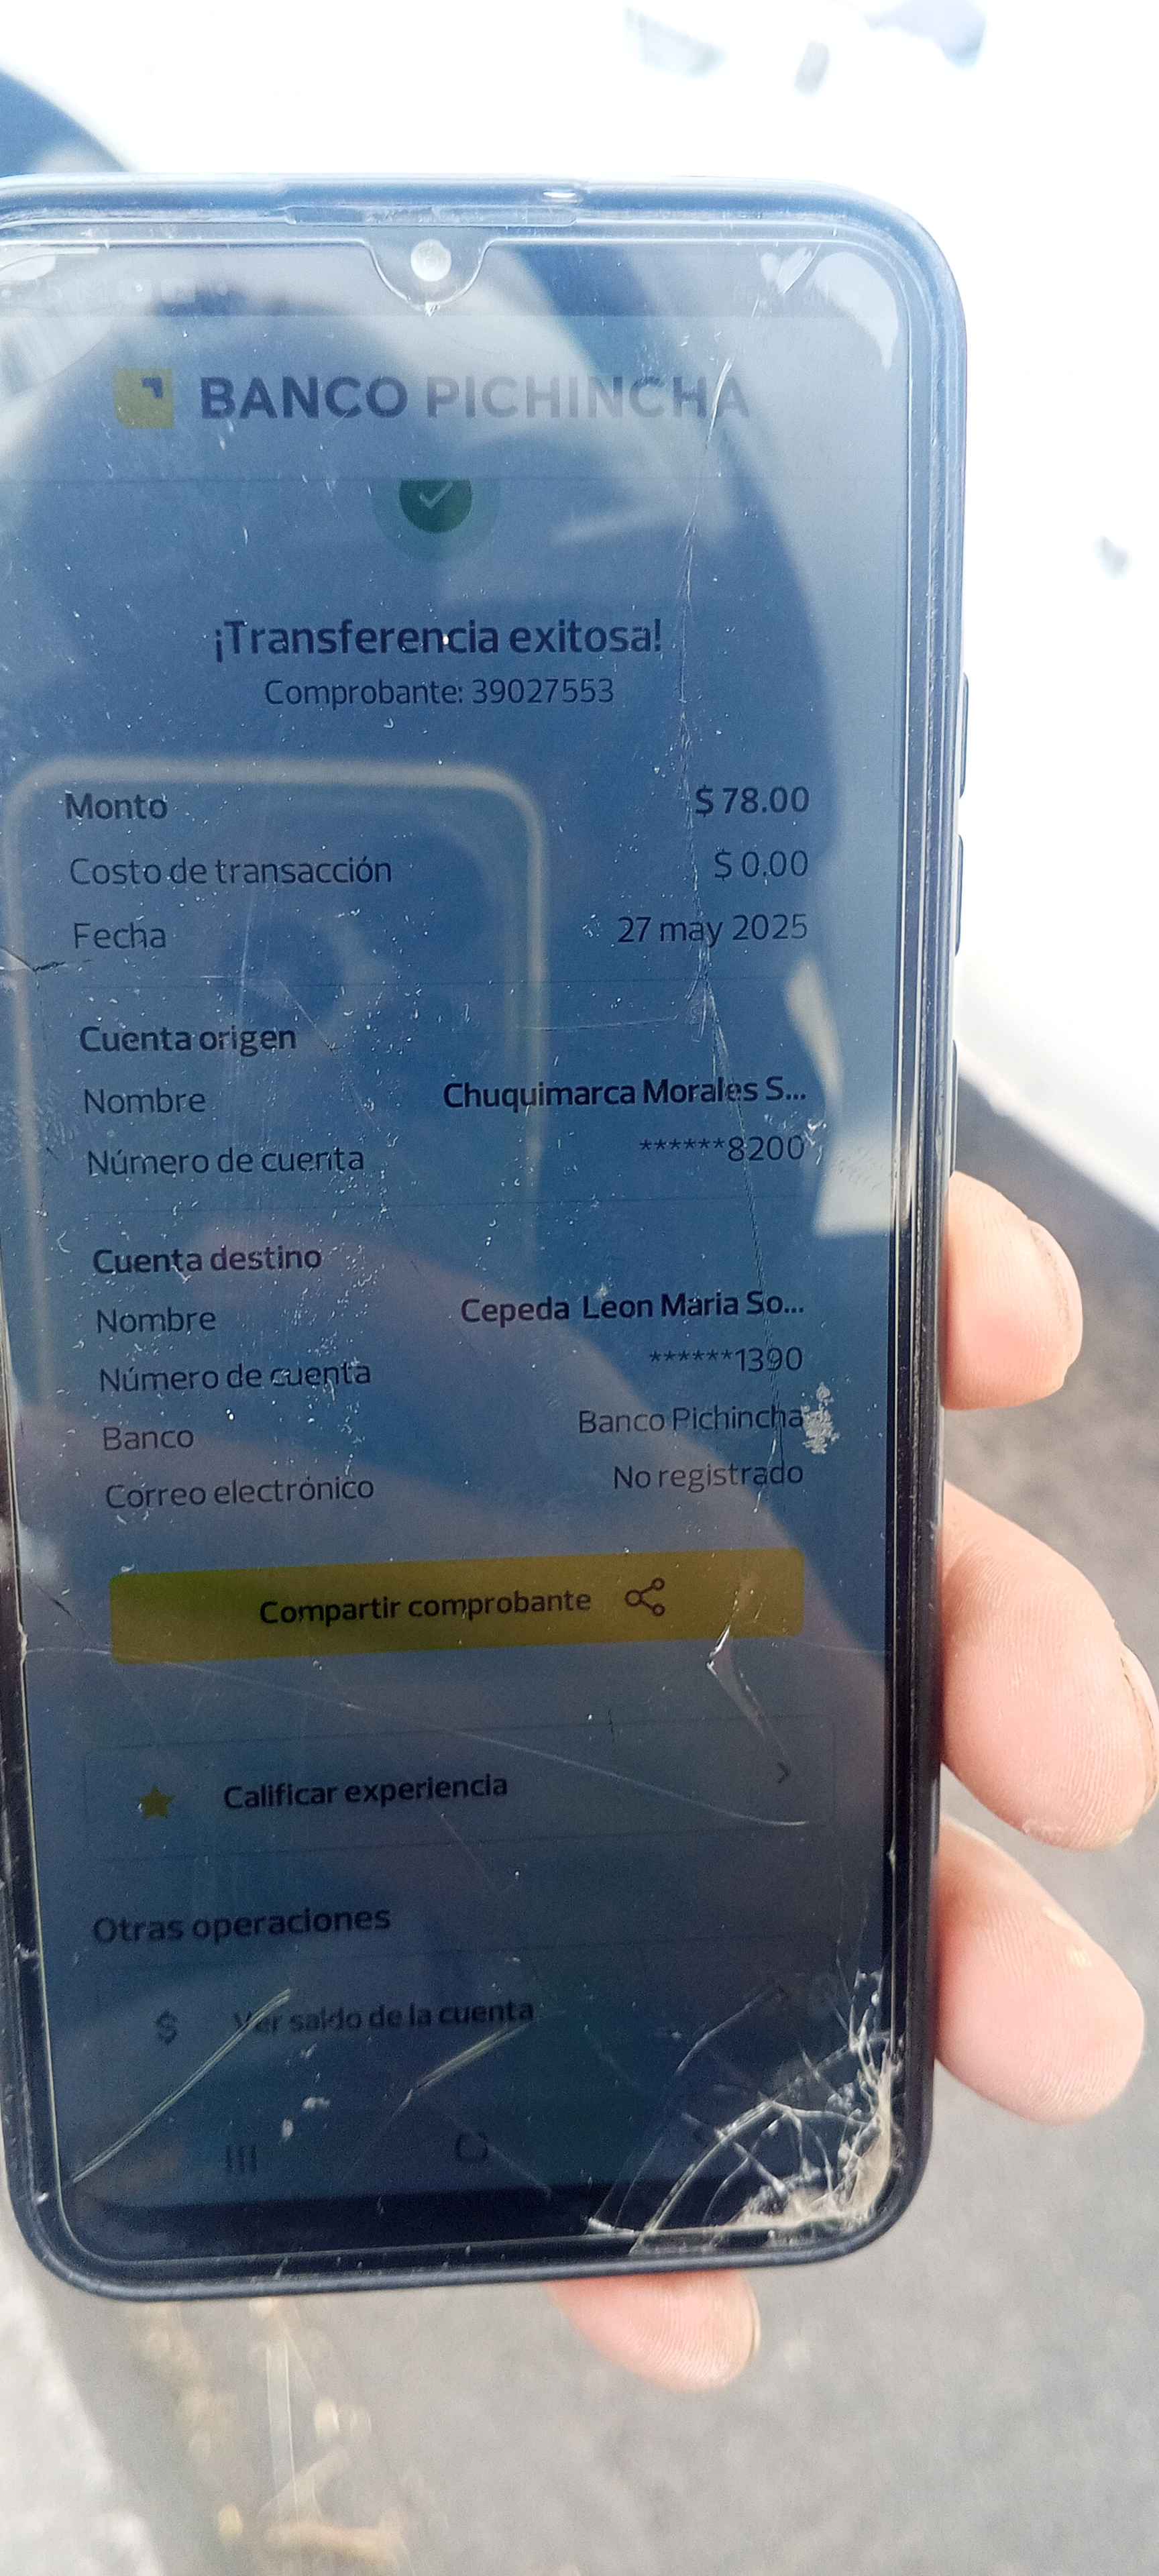 BANCO PICHINCHA
¡Transferencia exitosa!
Comprobante: 39027553
Monto $ 78.00
Costo de transacción $ 0.00
Fecha 27 may 2025
Cuenta origen
Nombre Chuquimarca Morales S...
Número de cuenta ******8200
Cuenta destino
Nombre Cepeda Leon Maria So...
Número de cuenta ******1390
Banco Banco Pichincha
Correo electrónico No registrado
Compartir comprobante
Calificar experiencia
Otras operaciones
$ Ver saldo de la cuenta